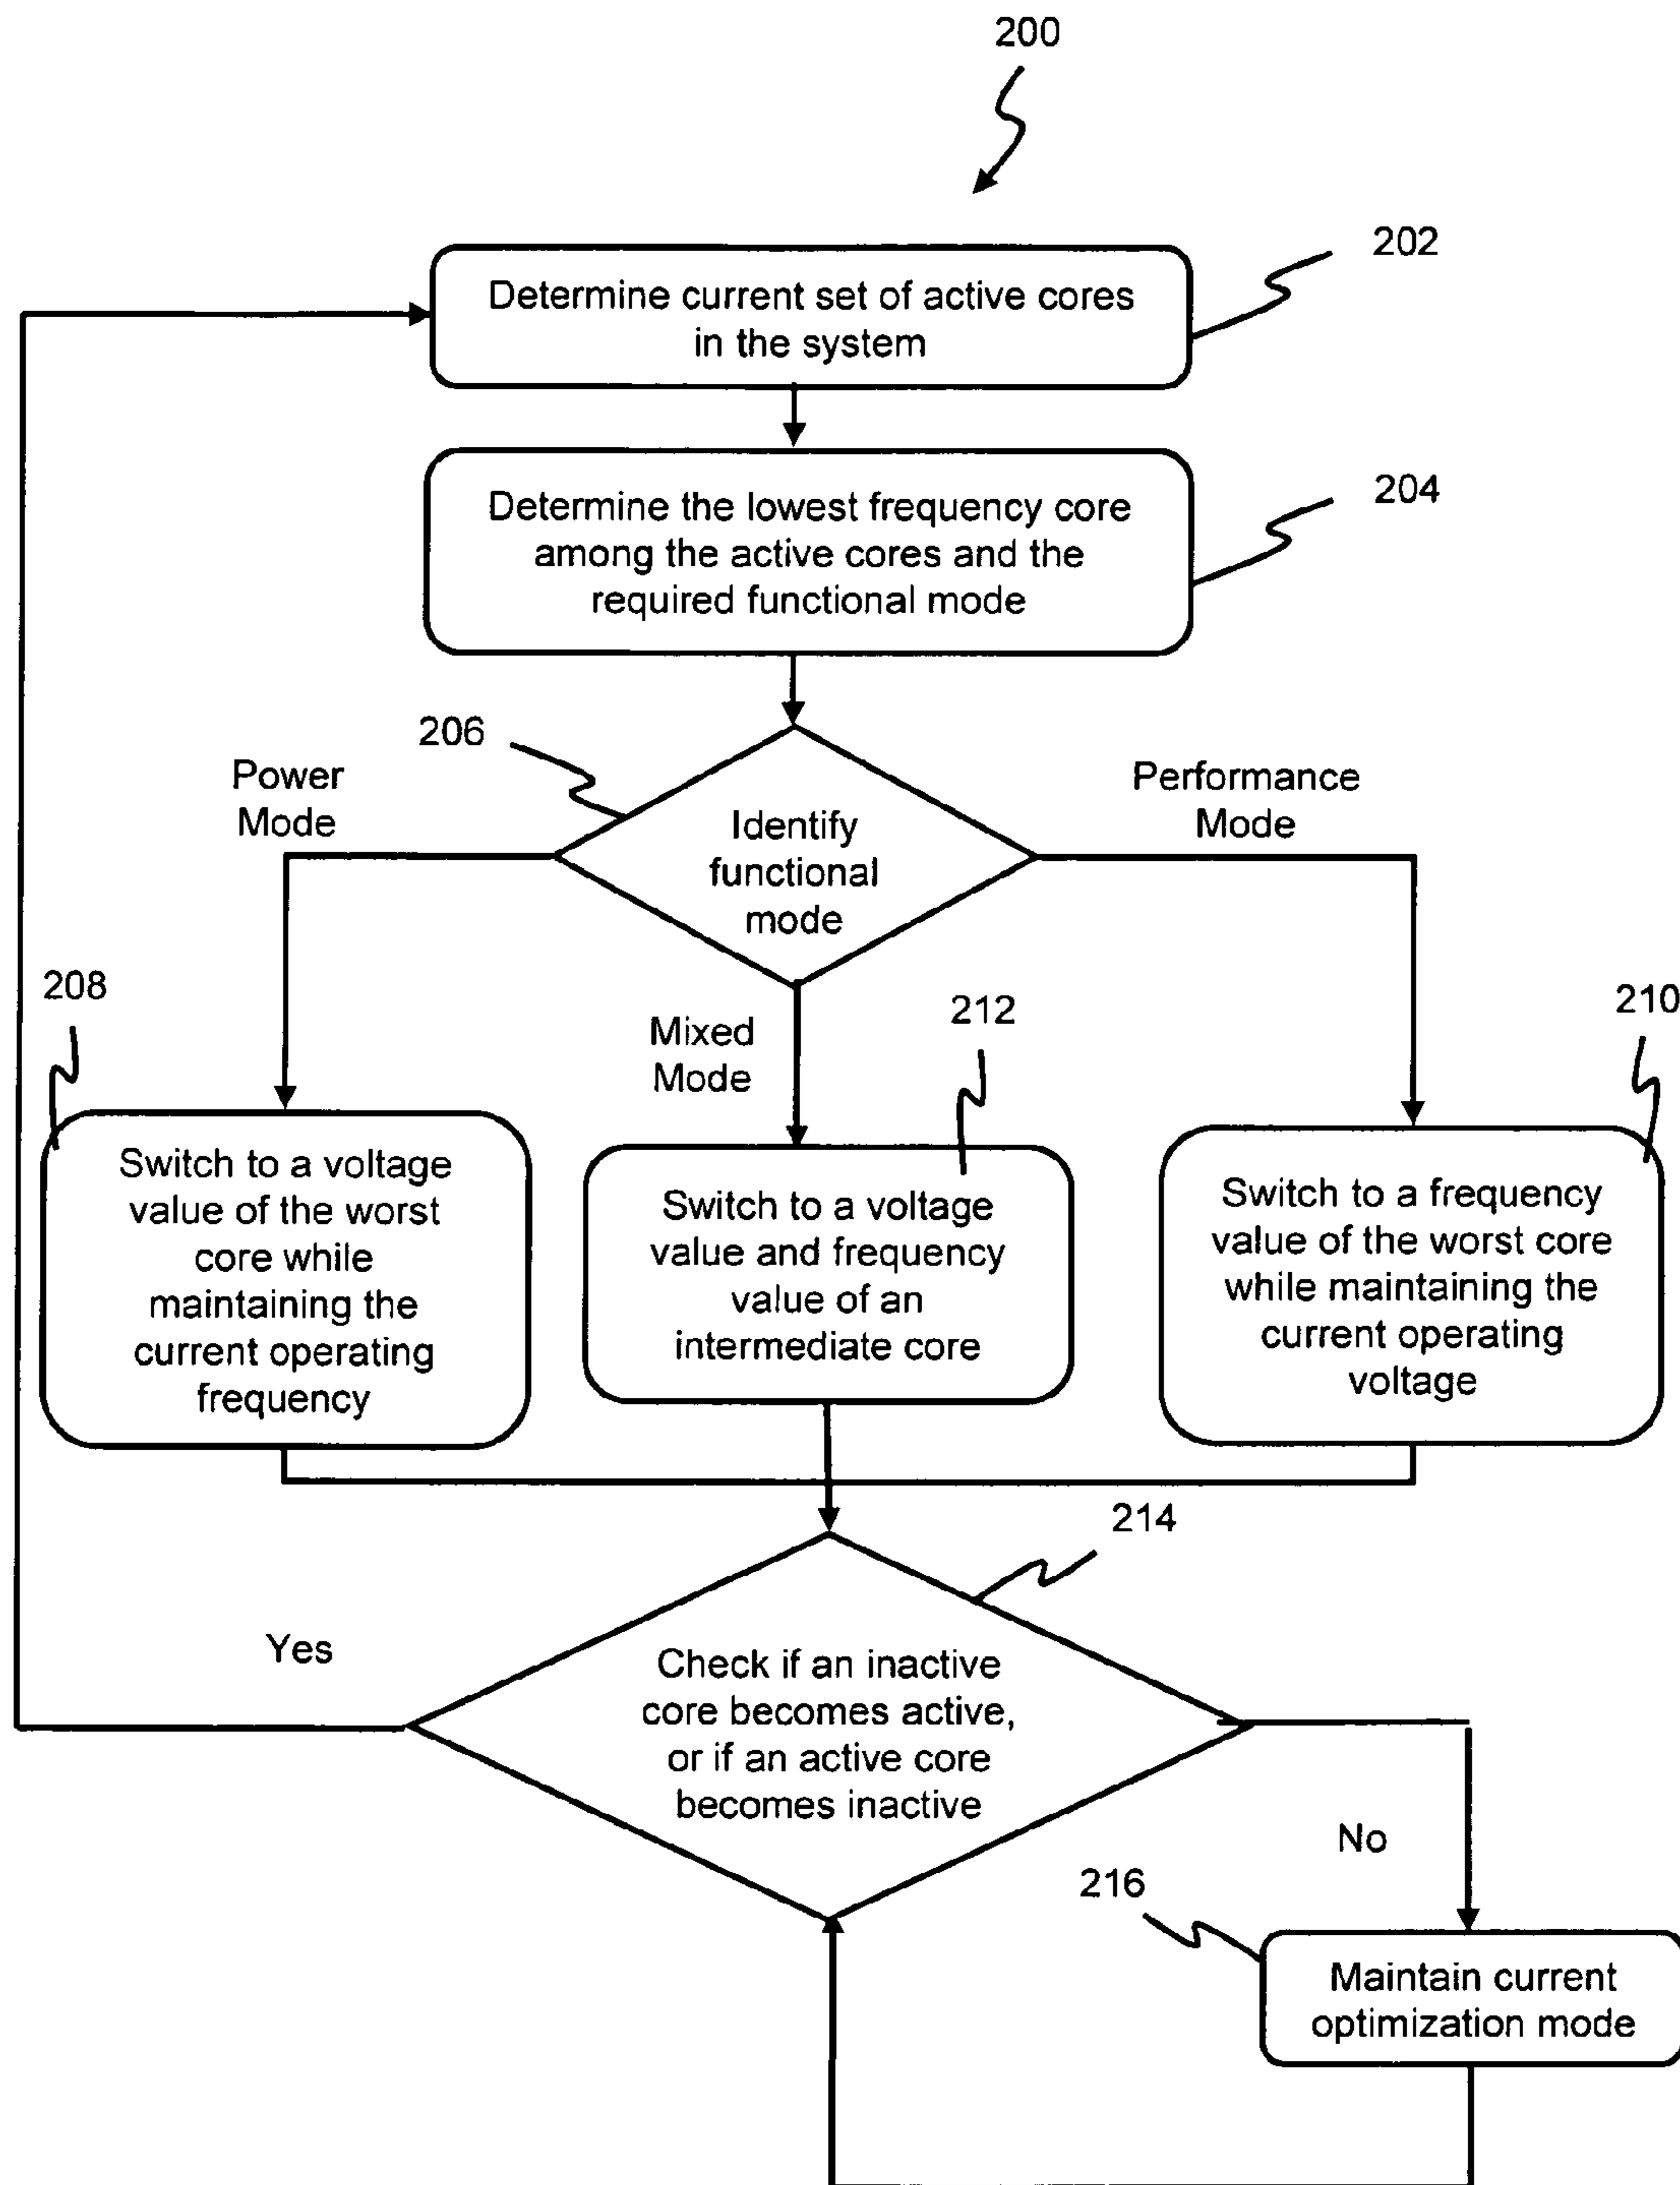 200
202
Determine current set of active cores
in the system
204
Determine the lowest frequency core
among the active cores and the
required functional mode
206
Power
Mode
Performance
Mode
Identify
functional
mode
208
212
210
Mixed
Mode
Switch to a voltage
value of the worst
core while
maintaining the
current operating
frequency
Switch to a voltage
value and frequency
value of an
intermediate core
Switch to a frequency
value of the worst core
while maintaining the
current operating
voltage
214
Yes
Check if an inactive
core becomes active,
or if an active core
becomes inactive
No
216
Maintain current
optimization mode